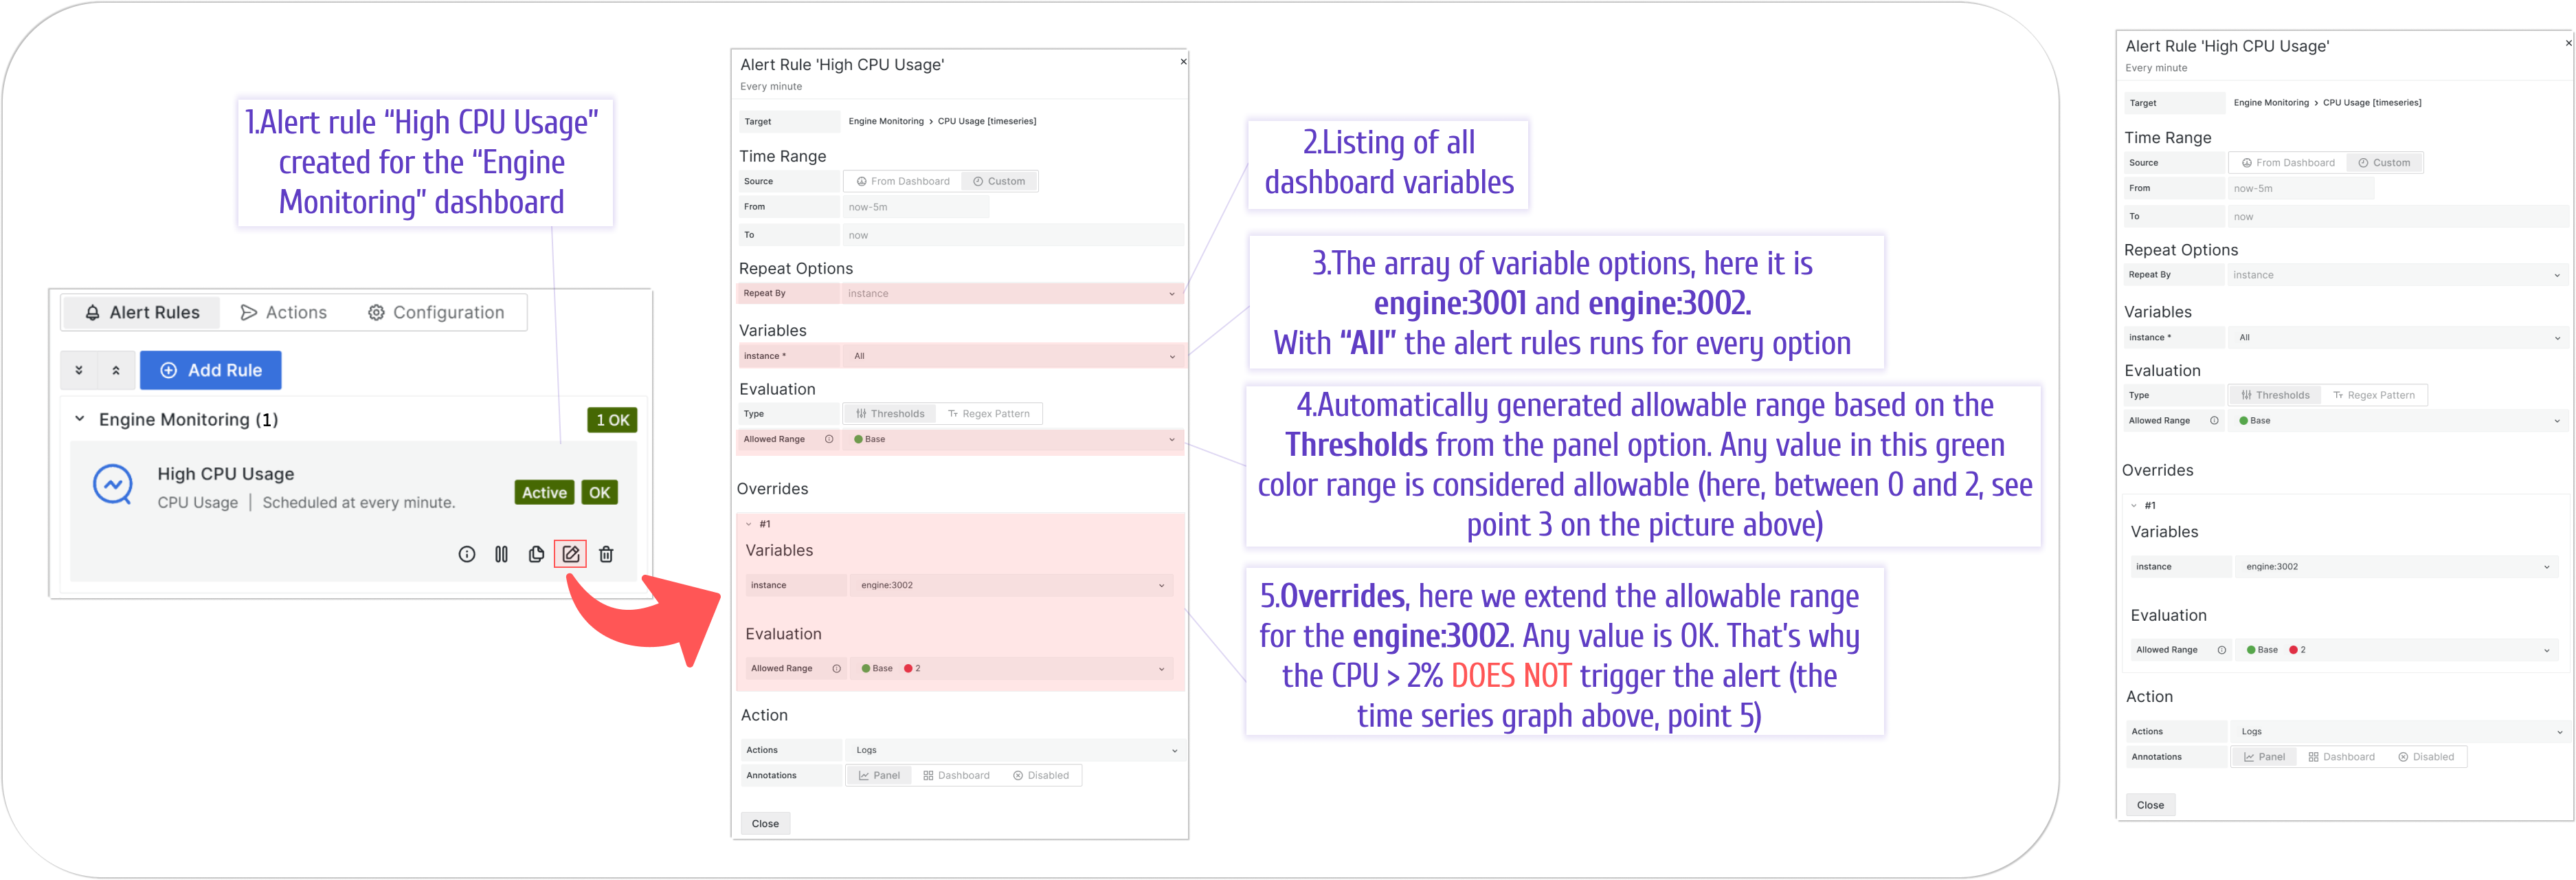 1.Alert rule “High CPU Usage”
created for the “Engine
Monitoring” dashboard
Alert Rules
Actions
Configuration
Add Rule
Engine Monitoring (1)
1 OK
High CPU Usage
CPU Usage | Scheduled at every minute.
Active
OK
Alert Rule 'High CPU Usage'
Every minute
Target
Engine Monitoring > CPU Usage [timeseries]
Time Range
Source
From Dashboard
Custom
From
now-5m
To
now
Repeat Options
Repeat By
instance
Variables
instance *
All
Evaluation
Type
Thresholds
Regex Pattern
Allowed Range
Base
Overrides
#1
Variables
instance
engine:3002
Evaluation
Allowed Range
Base
2
Action
Actions
Logs
Annotations
Panel
Dashboard
Disabled
Close
2.Listing of all
dashboard variables
3.The array of variable options, here it is
engine:3001 and engine:3002.
With “All” the alert rules runs for every option
4.Automatically generated allowable range based on the
Thresholds from the panel option. Any value in this green
color range is considered allowable (here, between 0 and 2, see
point 3 on the picture above)
5.Overrides, here we extend the allowable range
for the engine:3002. Any value is OK. That’s why
the CPU > 2% DOES NOT trigger the alert (the
time series graph above, point 5)
Alert Rule 'High CPU Usage'
Every minute
Target
Engine Monitoring > CPU Usage [timeseries]
Time Range
Source
From Dashboard
Custom
From
now-5m
To
now
Repeat Options
Repeat By
instance
Variables
instance *
All
Evaluation
Type
Thresholds
Regex Pattern
Allowed Range
Base
Overrides
#1
Variables
instance
engine:3002
Evaluation
Allowed Range
Base
2
Action
Actions
Logs
Annotations
Panel
Dashboard
Disabled
Close